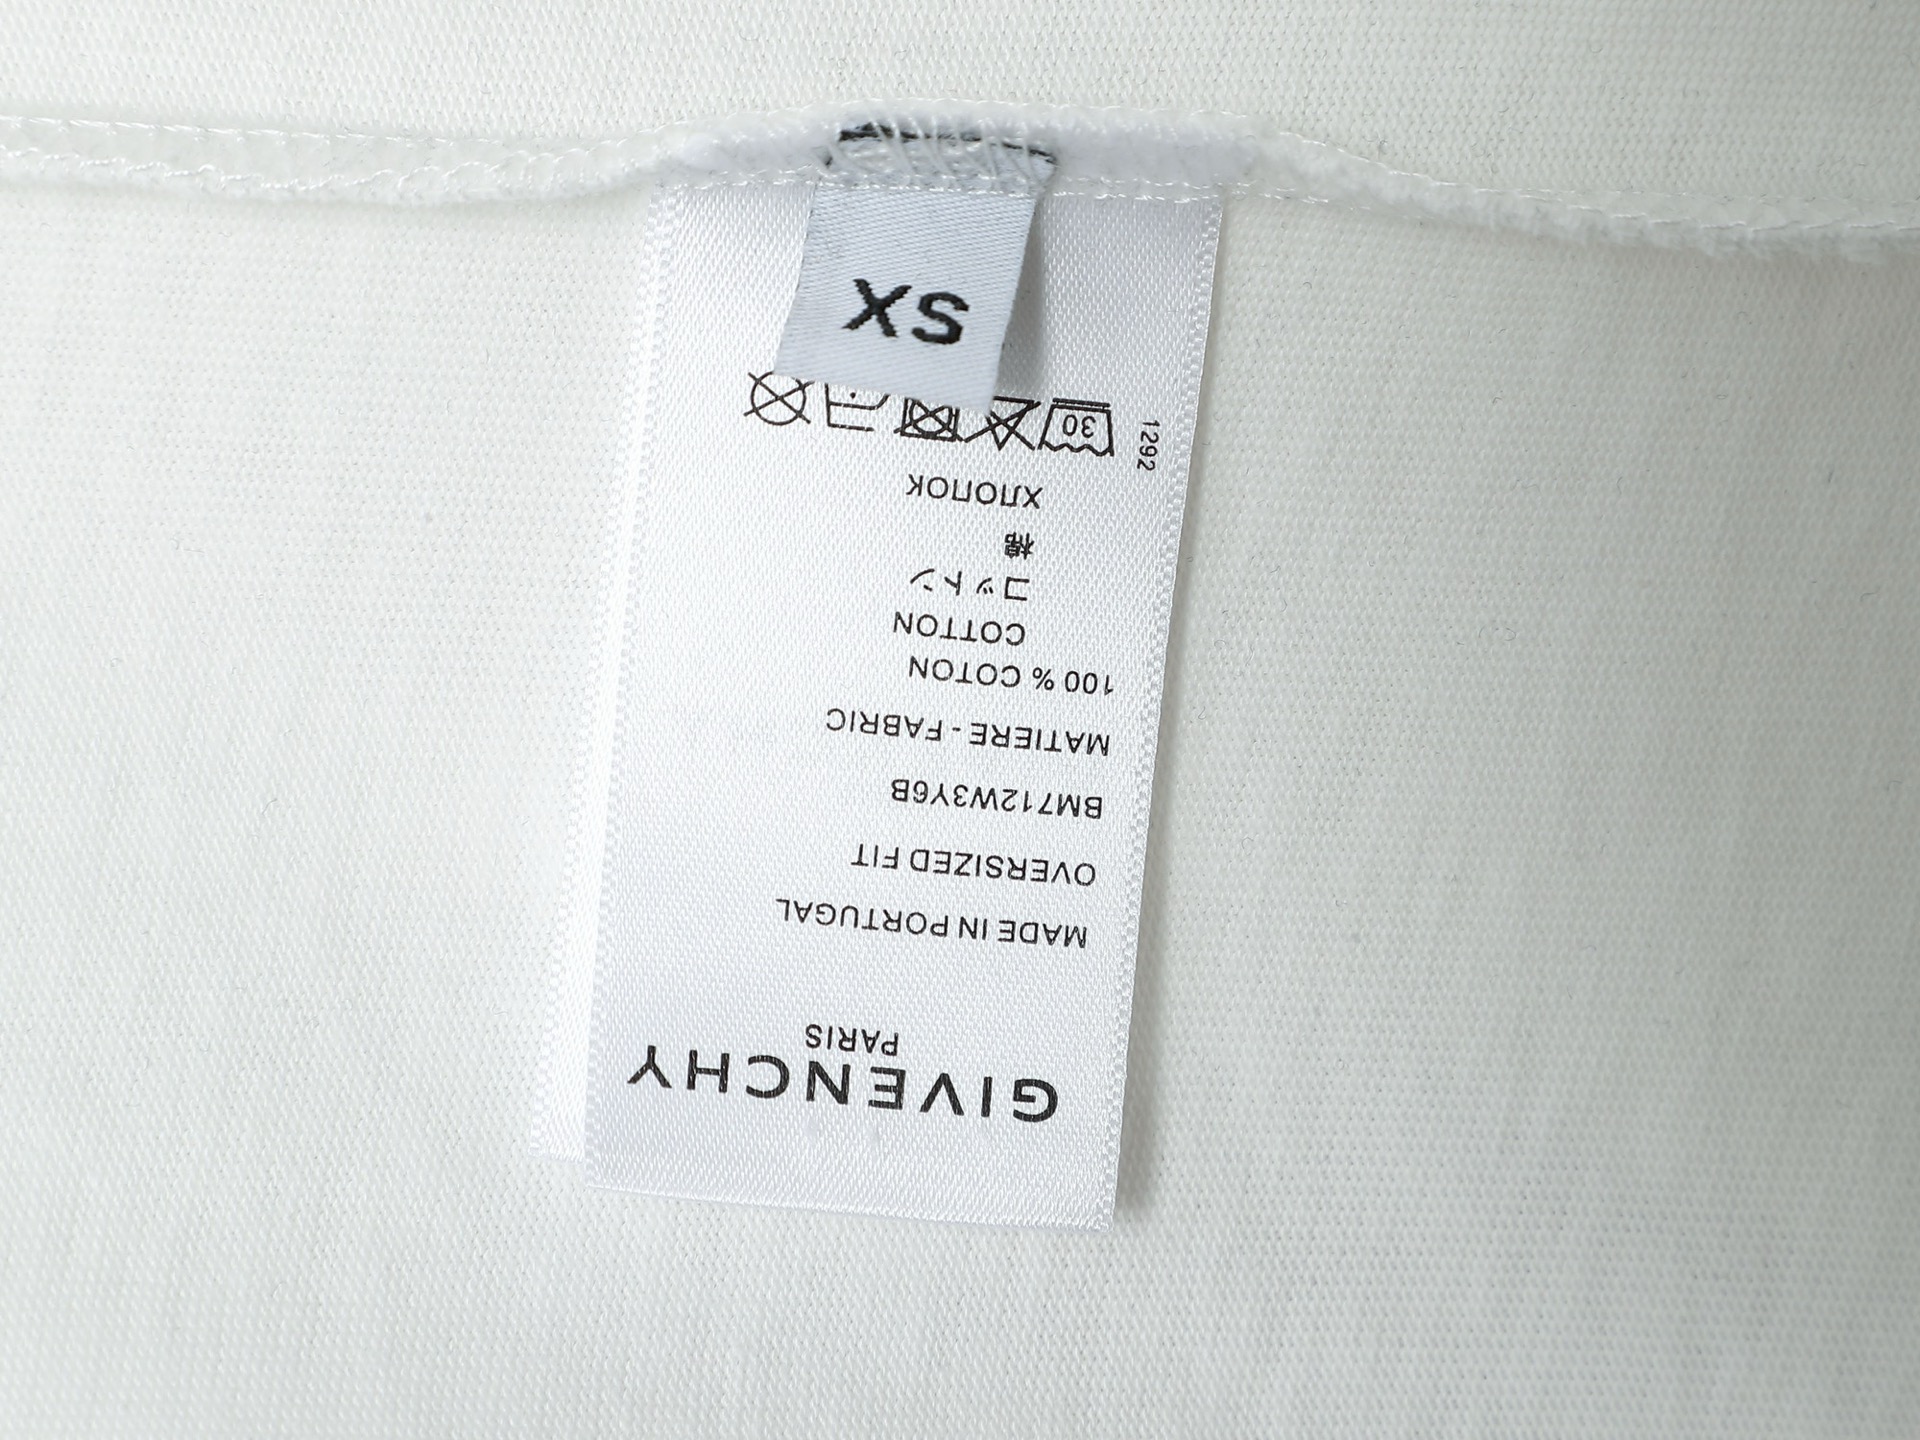 XS
GIVENCHY
PARIS
MADE IN PORTUGAL
OVERSIZED FIT
BM712W3Y6B
MATIERE - FABRIC
100 % COTON
COTTON
コットン
棉
ХЛОПОК
30
1292